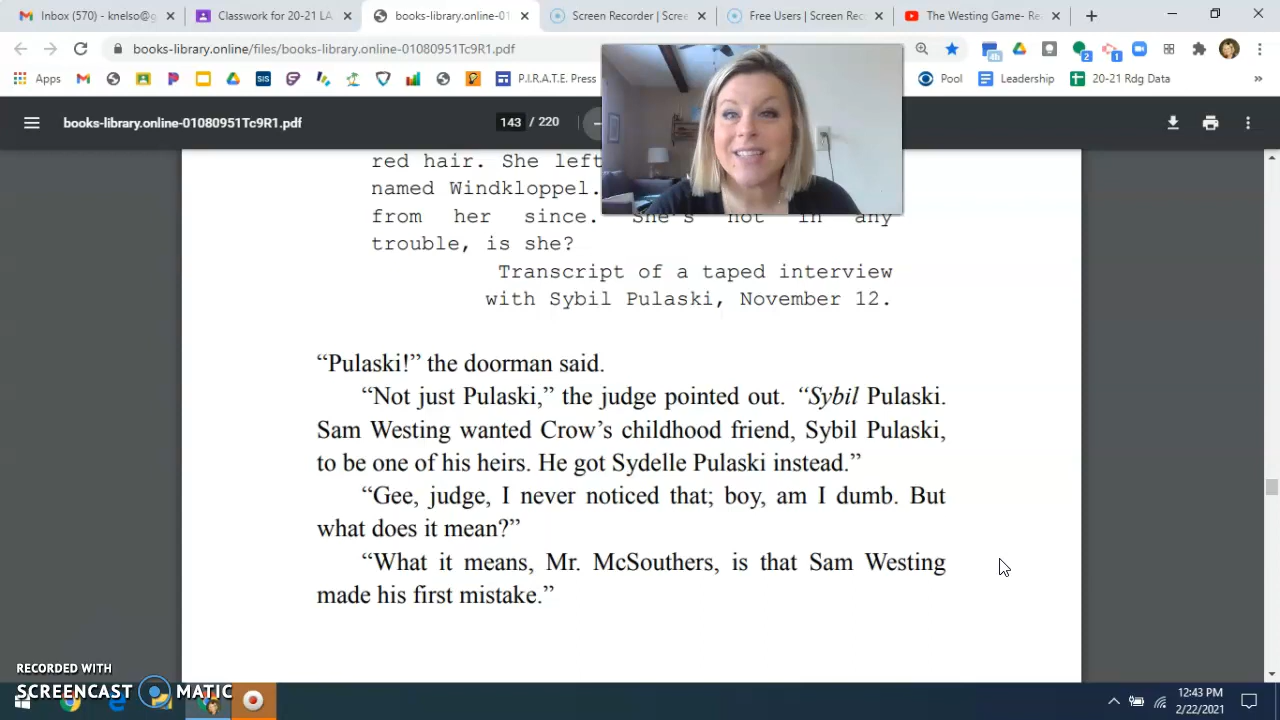 Inbox (570) - knelso@g
Classwork for 20-21 LA
books-library.online-01
Screen Recorder | Scree
Free Users | Screen Rec
The Westing Game- Re
books-library.online/files/books-library.online-01080951Tc9R1.pdf
Apps
P.I.R.A.T.E. Press
Pool
Leadership
20-21 Rdg Data
books-library.online-01080951Tc9R1.pdf
143 / 220
red hair. She left
named Windkloppel.
from her since. She's not in any
trouble, is she?
Transcript of a taped interview
with Sybil Pulaski, November 12.
“Pulaski!” the doorman said.
“Not just Pulaski,” the judge pointed out. “Sybil Pulaski.
Sam Westing wanted Crow’s childhood friend, Sybil Pulaski,
to be one of his heirs. He got Sydelle Pulaski instead.”
“Gee, judge, I never noticed that; boy, am I dumb. But
what does it mean?”
“What it means, Mr. McSouthers, is that Sam Westing
made his first mistake.”
RECORDED WITH
SCREENCAST MATIC
12:43 PM
2/22/2021